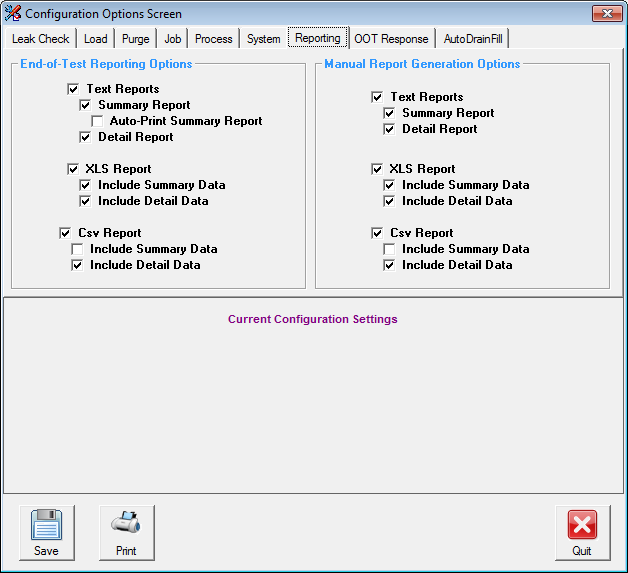 Configuration Options Screen
Leak Check Load Purge Job Process System Reporting OOT Response AutoDrainFill
End-of-Test Reporting Options
Text Reports
Summary Report
Auto-Print Summary Report
Detail Report
XLS Report
Include Summary Data
Include Detail Data
Csv Report
Include Summary Data
Include Detail Data
Manual Report Generation Options
Text Reports
Summary Report
Detail Report
XLS Report
Include Summary Data
Include Detail Data
Csv Report
Include Summary Data
Include Detail Data
Current Configuration Settings
Save Print Quit